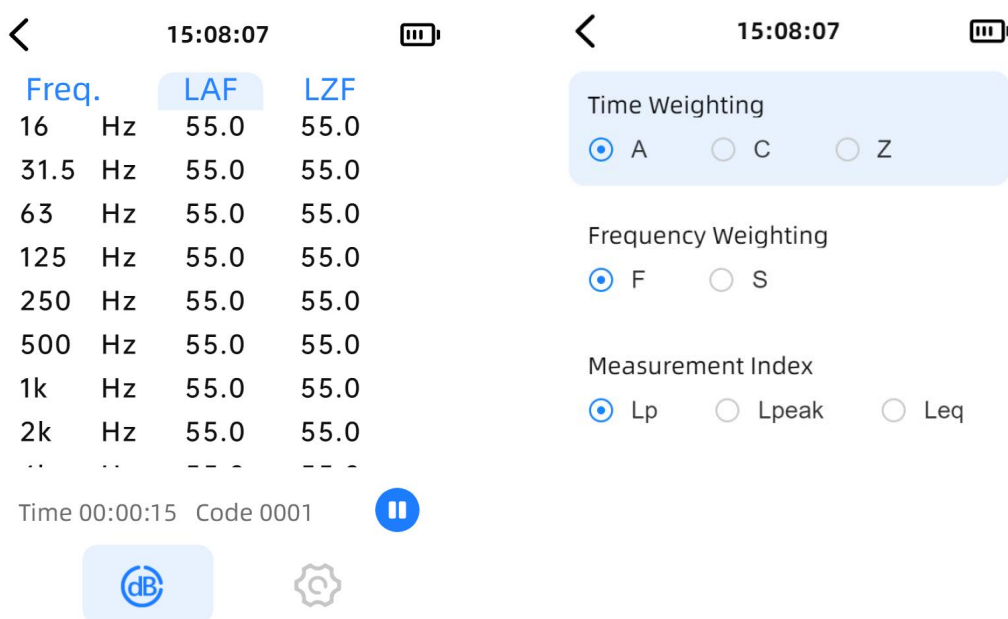 15:08:07
Freq. LAF LZF
16 Hz 55.0 55.0
31.5 Hz 55.0 55.0
63 Hz 55.0 55.0
125 Hz 55.0 55.0
250 Hz 55.0 55.0
500 Hz 55.0 55.0
1k Hz 55.0 55.0
2k Hz 55.0 55.0
Time 00:00:15 Code 0001
dB
15:08:07
Time Weighting
A C Z
Frequency Weighting
F S
Measurement Index
Lp Lpeak Leq